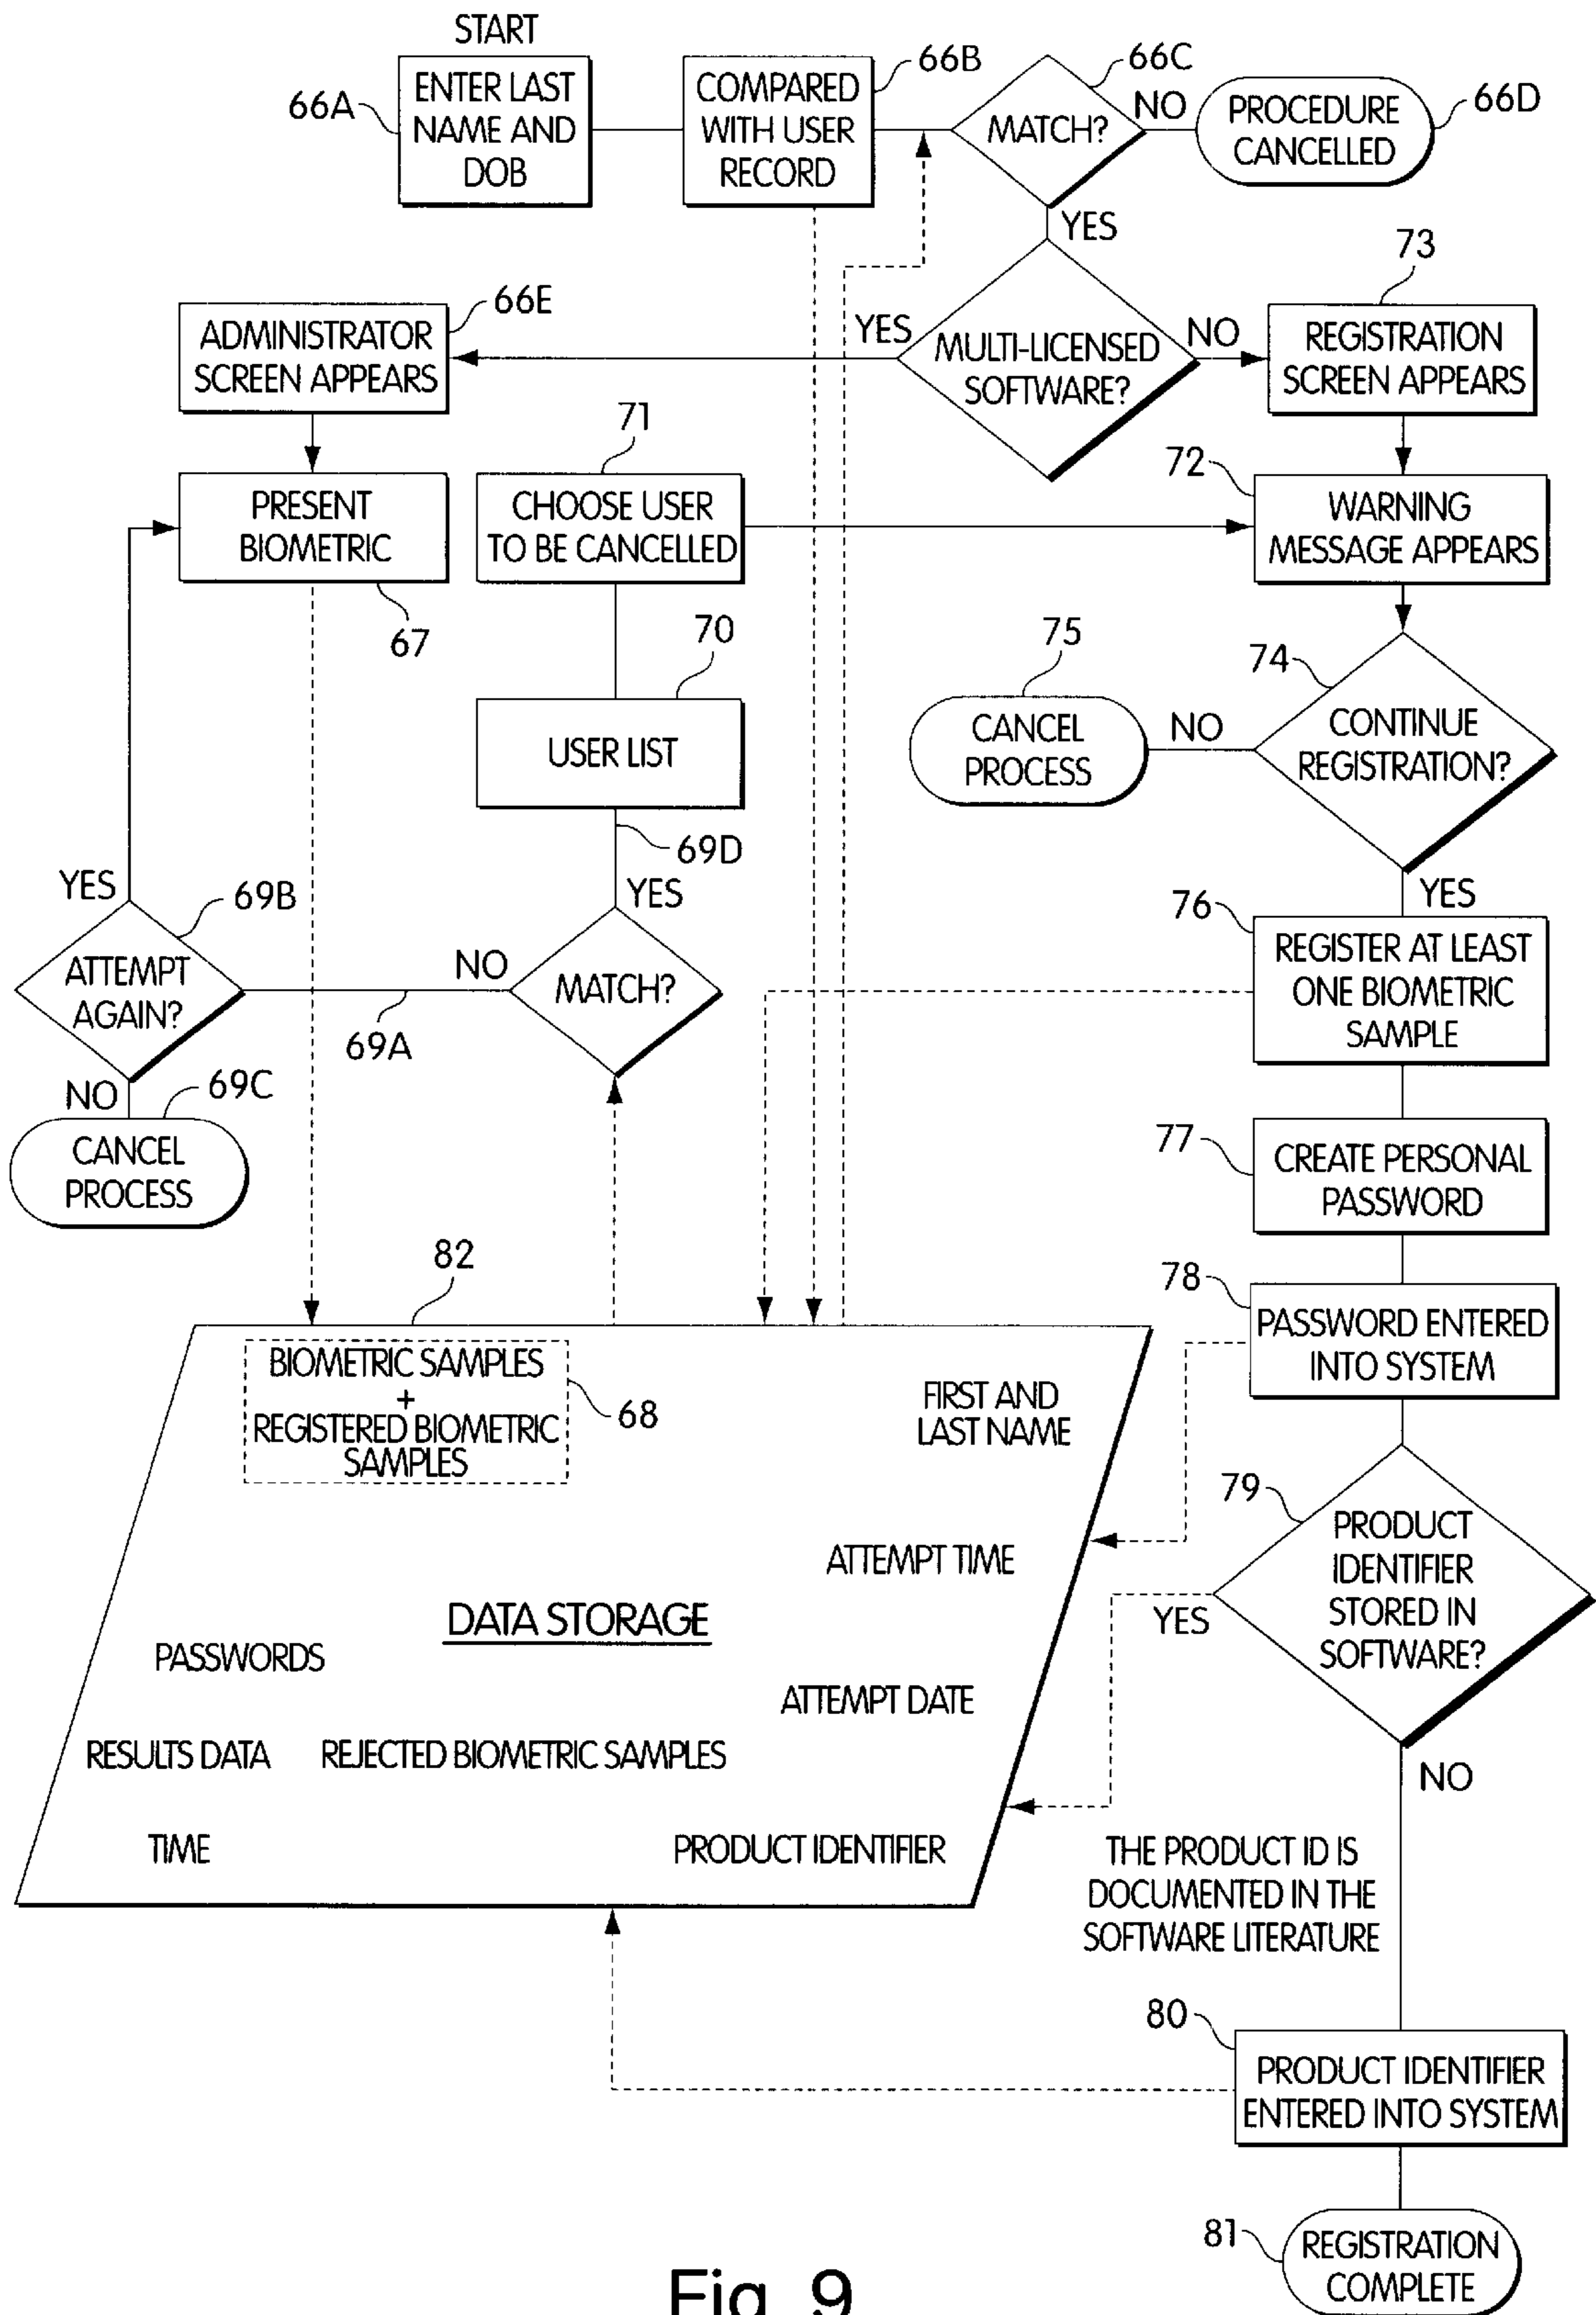 START
66A
ENTER LAST
NAME AND
DOB
66B
COMPARED
WITH USER
RECORD
66C
MATCH?
NO
PROCEDURE
CANCELLED
66D
YES
66E
ADMINISTRATOR
SCREEN APPEARS
YES
MULTI-LICENSED
SOFTWARE?
NO
73
REGISTRATION
SCREEN APPEARS
PRESENT
BIOMETRIC
67
71
CHOOSE USER
TO BE CANCELLED
72
WARNING
MESSAGE APPEARS
70
USER LIST
69D
75
CANCEL
PROCESS
NO
74
CONTINUE
REGISTRATION?
YES
YES
69B
ATTEMPT
AGAIN?
NO
69C
CANCEL
PROCESS
69A
NO
YES
MATCH?
76
REGISTER AT LEAST
ONE BIOMETRIC
SAMPLE
77
CREATE PERSONAL
PASSWORD
78
PASSWORD ENTERED
INTO SYSTEM
82
BIOMETRIC SAMPLES
+
REGISTERED BIOMETRIC
SAMPLES
68
FIRST AND
LAST NAME
ATTEMPT TIME
DATA STORAGE
PASSWORDS
ATTEMPT DATE
RESULTS DATA
REJECTED BIOMETRIC SAMPLES
TIME
PRODUCT IDENTIFIER
79
PRODUCT
IDENTIFIER
STORED IN
SOFTWARE?
YES
NO
THE PRODUCT ID IS
DOCUMENTED IN THE
SOFTWARE LITERATURE
80
PRODUCT IDENTIFIER
ENTERED INTO SYSTEM
81
REGISTRATION
COMPLETE
Fig. 9